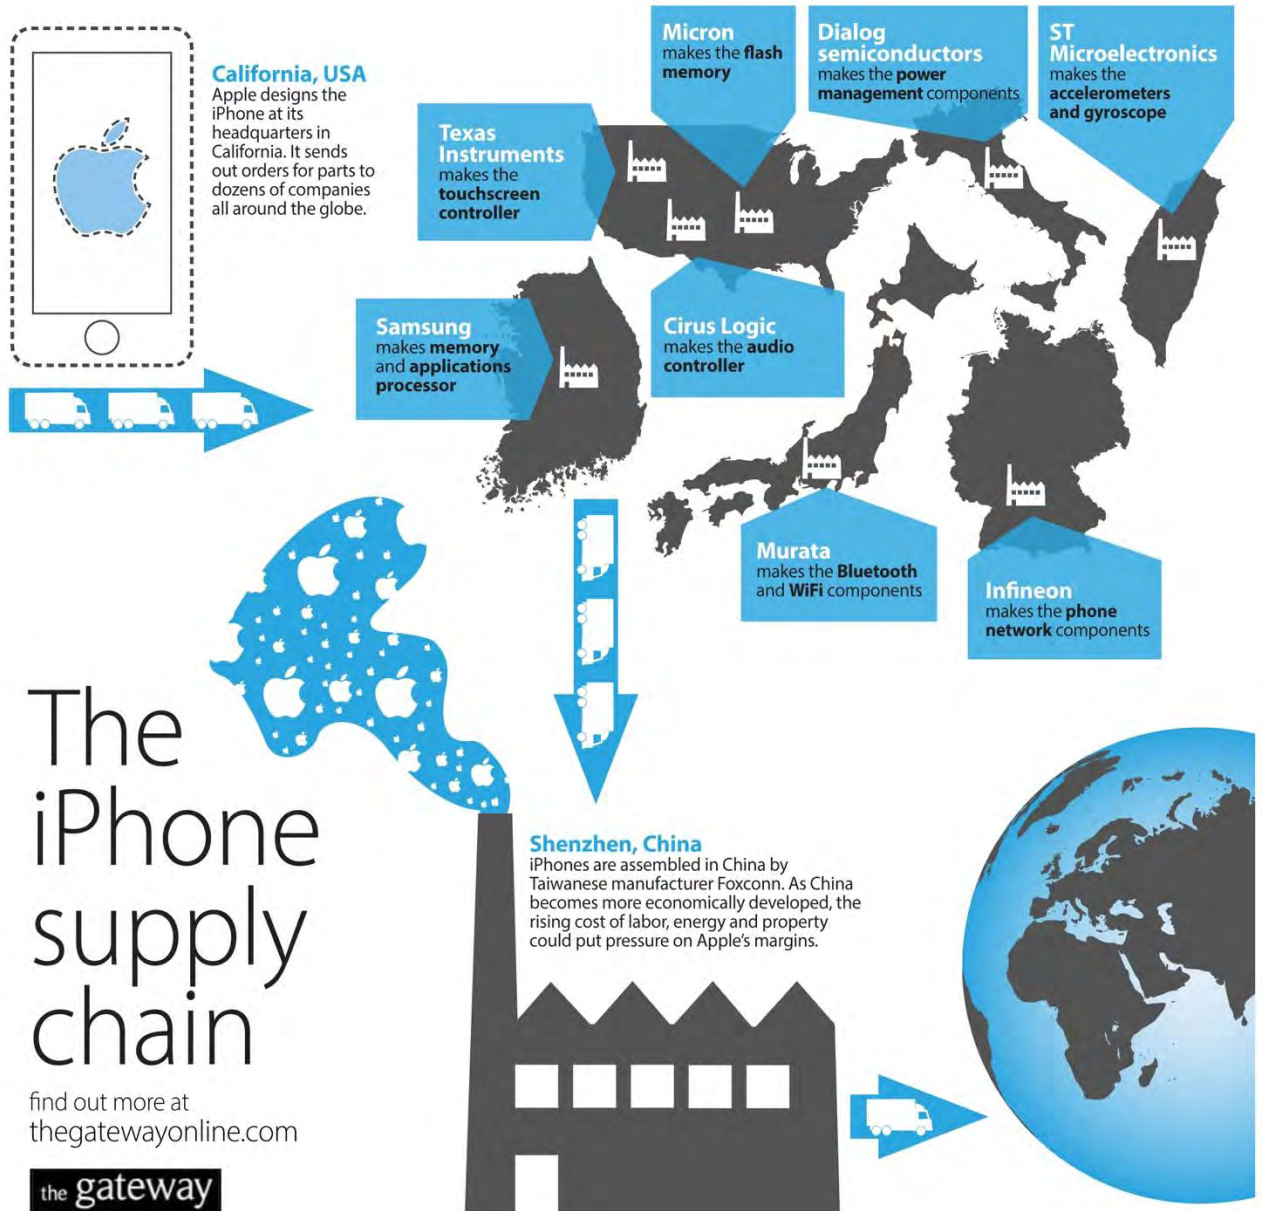 California, USA
Apple designs the
iPhone at its
headquarters in
California. It sends
out orders for parts to
dozens of companies
all around the globe.
Micron
makes the flash
memory
Dialog
semiconductors
makes the power
management components
ST
Microelectronics
makes the
accelerometers
and gyroscope
Texas
Instruments
makes the
touchscreen
controller
Samsung
makes memory
and applications
processor
Cirus Logic
makes the audio
controller
Murata
makes the Bluetooth
and WiFi components
Infineon
makes the phone
network components
The
iPhone
supply
chain
find out more at
thegatewayonline.com
the gateway
Shenzhen, China
iPhones are assembled in China by
Taiwanese manufacturer Foxconn. As China
becomes more economically developed, the
rising cost of labor, energy and property
could put pressure on Apple's margins.